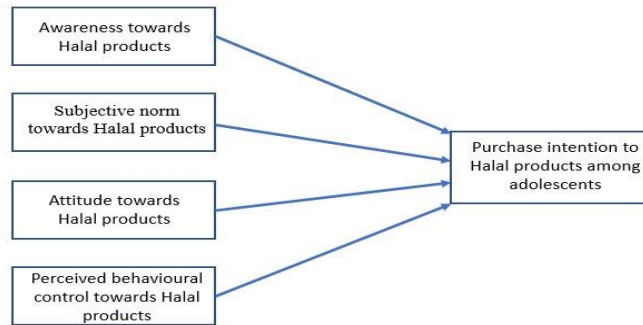 Awareness towards
Halal products
Subjective norm
towards Halal products
Attitude towards
Halal products
Perceived behavioural
control towards Halal
products
Purchase intention to
Halal products among
adolescents